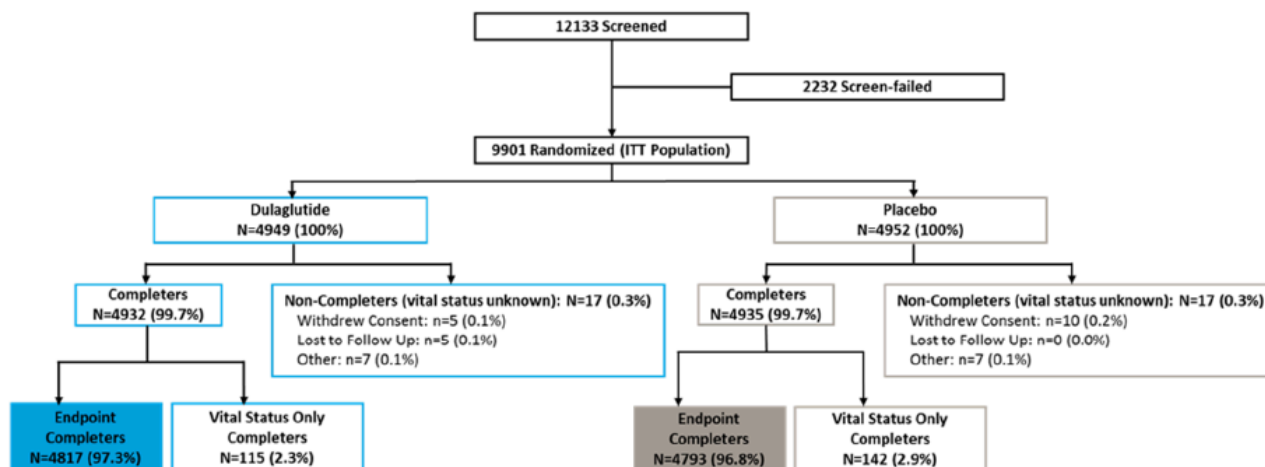 12133 Screened
2232 Screen-failed
9901 Randomized (ITT Population)
Dulaglutide
N=4949 (100%)
Placebo
N=4952 (100%)
Completers
N=4932 (99.7%)
Non-Completers (vital status unknown): N=17 (0.3%)
Withdrew Consent: n=5 (0.1%)
Lost to Follow Up: n=5 (0.1%)
Other: n=7 (0.1%)
Completers
N=4935 (99.7%)
Non-Completers (vital status unknown): N=17 (0.3%)
Withdrew Consent: n=10 (0.2%)
Lost to Follow Up: n=0 (0.0%)
Other: n=7 (0.1%)
Endpoint
Completers
N=4817 (97.3%)
Vital Status Only
Completers
N=115 (2.3%)
Endpoint
Completers
N=4793 (96.8%)
Vital Status Only
Completers
N=142 (2.9%)